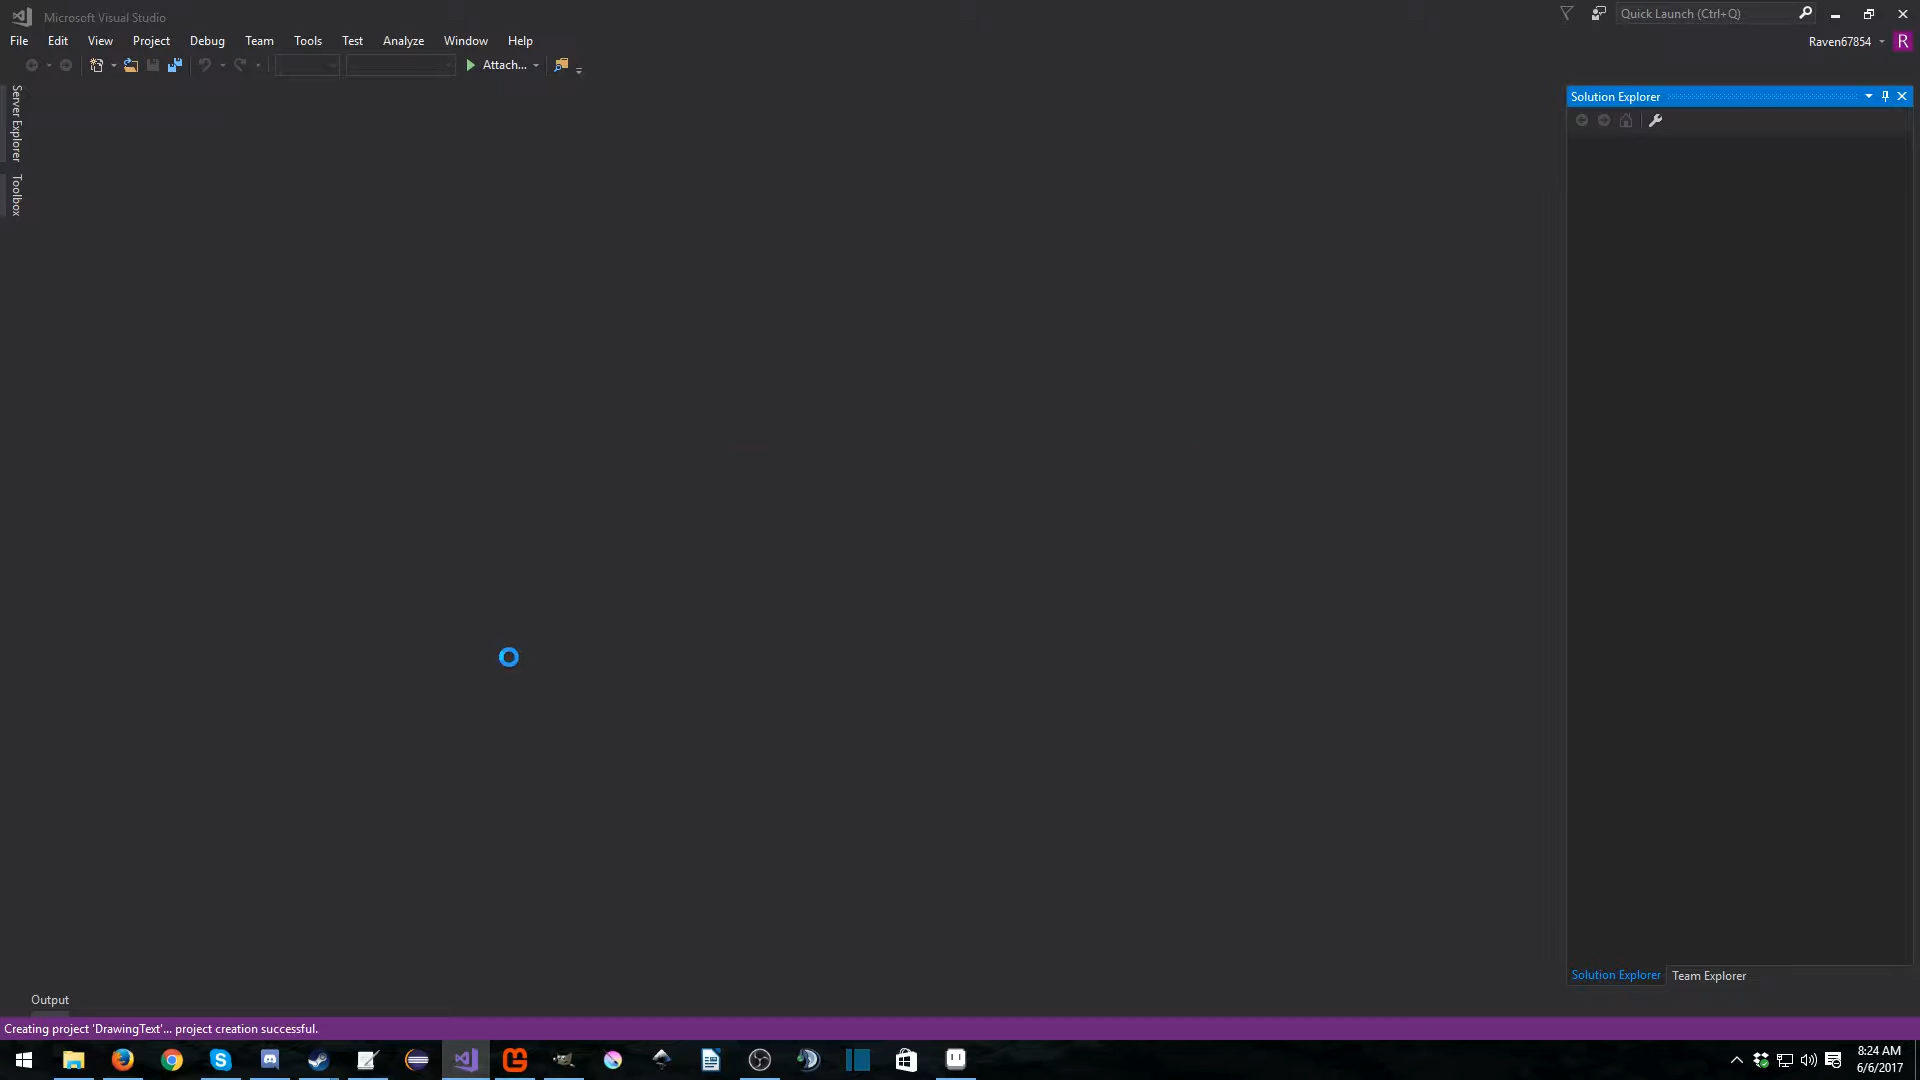 Microsoft Visual Studio
Quick Launch (Ctrl+Q)
File Edit View Project Debug Team Tools Test Analyze Window Help
Raven67854 R
Attach...
Server Explorer
Toolbox
Solution Explorer
Solution Explorer Team Explorer
Output
Creating project 'DrawingText'... project creation successful.
8:24 AM
6/6/2017